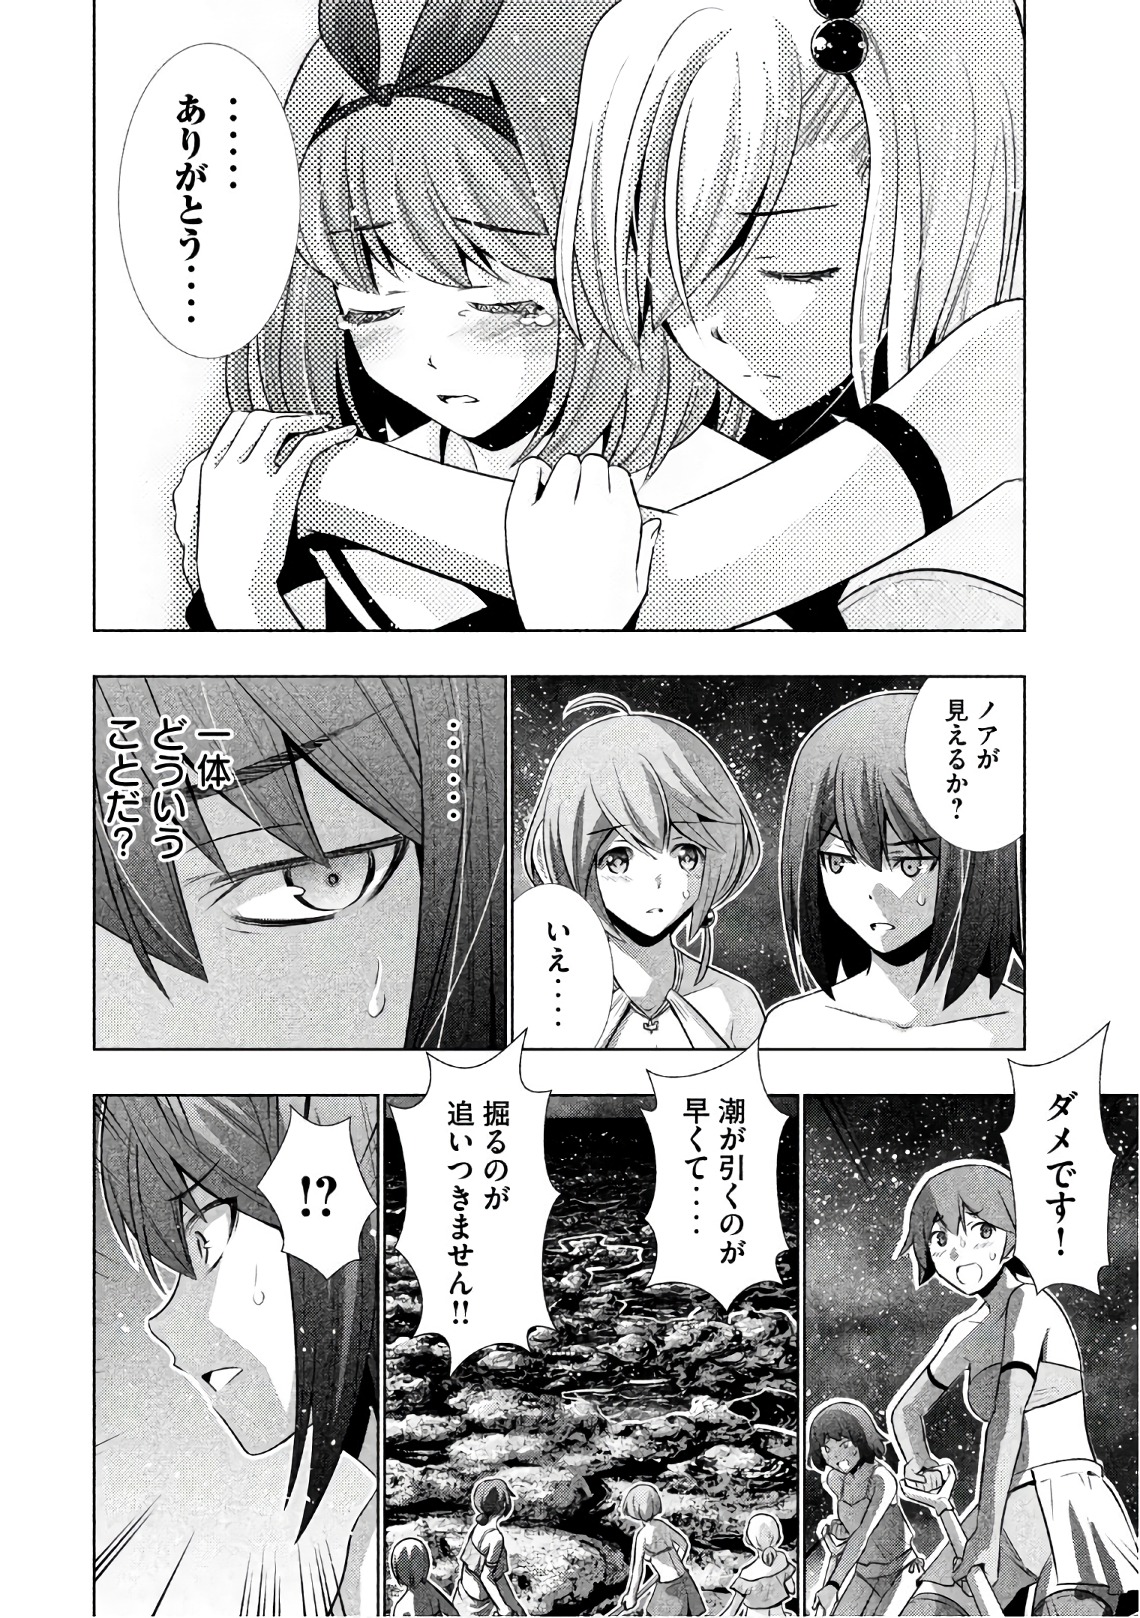 ‥‥‥
ありがとう‥‥
ノアが
見えるか?
いえ‥‥
‥‥‥
一体
どういう
ことだ?
ダメです!
潮が引くのが
早くて‥‥
掘るのが
追いつきません!!
!?